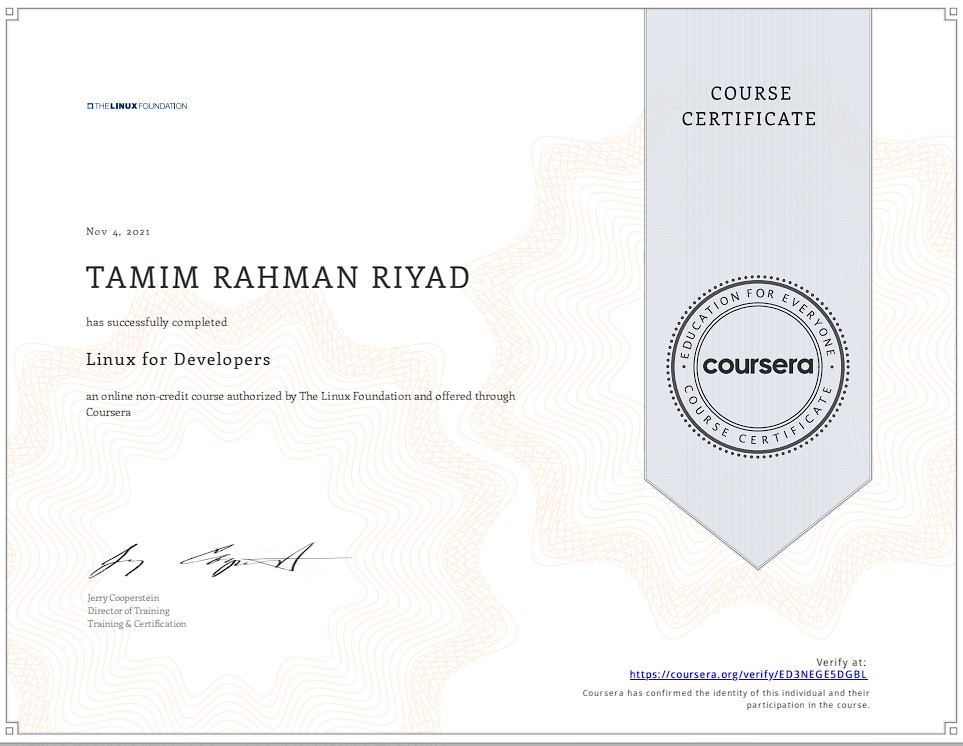 THE LINUX FOUNDATION
COURSE
CERTIFICATE
Nov 4, 2021
TAMIM RAHMAN RIYAD
has successfully completed
Linux for Developers
an online non-credit course authorized by The Linux Foundation and offered through
Coursera
EDUCATION FOR EVERYONE
coursera
COURSE CERTIFICATE
Jerry Cooperstein
Director of Training
Training & Certification
Verify at:
https://coursera.org/verify/ED3NEGE5DGBL
Coursera has confirmed the identity of this individual and their
participation in the course.